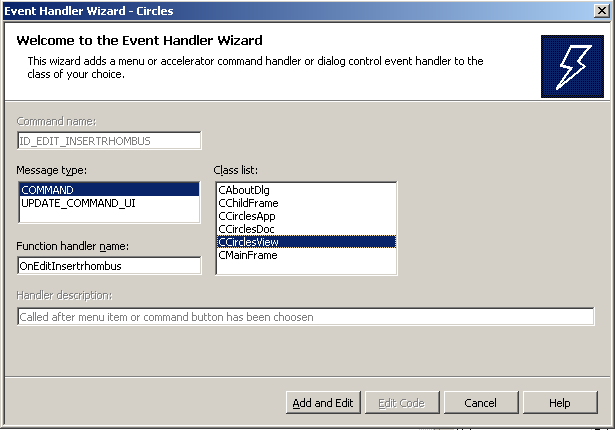 Event Handler Wizard - Circles
Welcome to the Event Handler Wizard
This wizard adds a menu or accelerator command handler or dialog control event handler to the
class of your choice.
Command name:
ID_EDIT_INSERTRHOMBUS
Message type:
COMMAND
UPDATE_COMMAND_UI
Class list:
CAboutDlg
CChildFrame
CCirclesApp
CCirclesDoc
CCirclesView
CMainFrame
Function handler name:
OnEditInsertrhombus
Handler description:
Called after menu item or command button has been choosen
Add and Edit
Edit Code
Cancel
Help